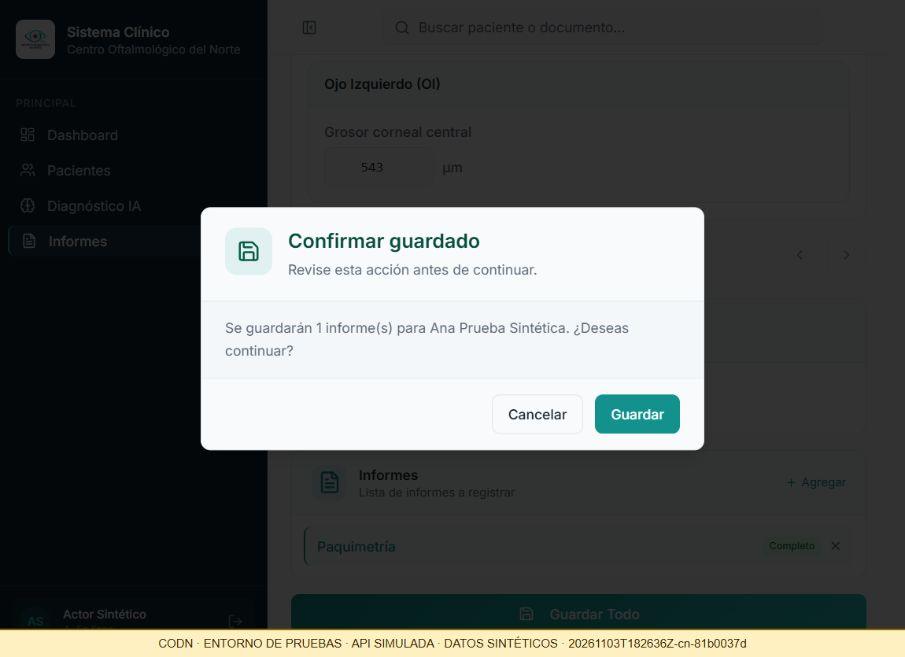 Sistema Clínico
Centro Oftalmológico del Norte
Buscar paciente o documento...
PRINCIPAL
Dashboard
Pacientes
Diagnóstico IA
Informes
Ojo Izquierdo (OI)
Grosor corneal central
543 μm
Confirmar guardado
Revise esta acción antes de continuar.
Se guardarán 1 informe(s) para Ana Prueba Sintética. ¿Deseas
continuar?
Cancelar
Guardar
Informes
Lista de informes a registrar
+ Agregar
Paquimetría
Completo
Guardar Todo
AS
Actor Sintético
CODN · ENTORNO DE PRUEBAS · API SIMULADA · DATOS SINTÉTICOS · 20261103T182636Z-cn-81b0037d